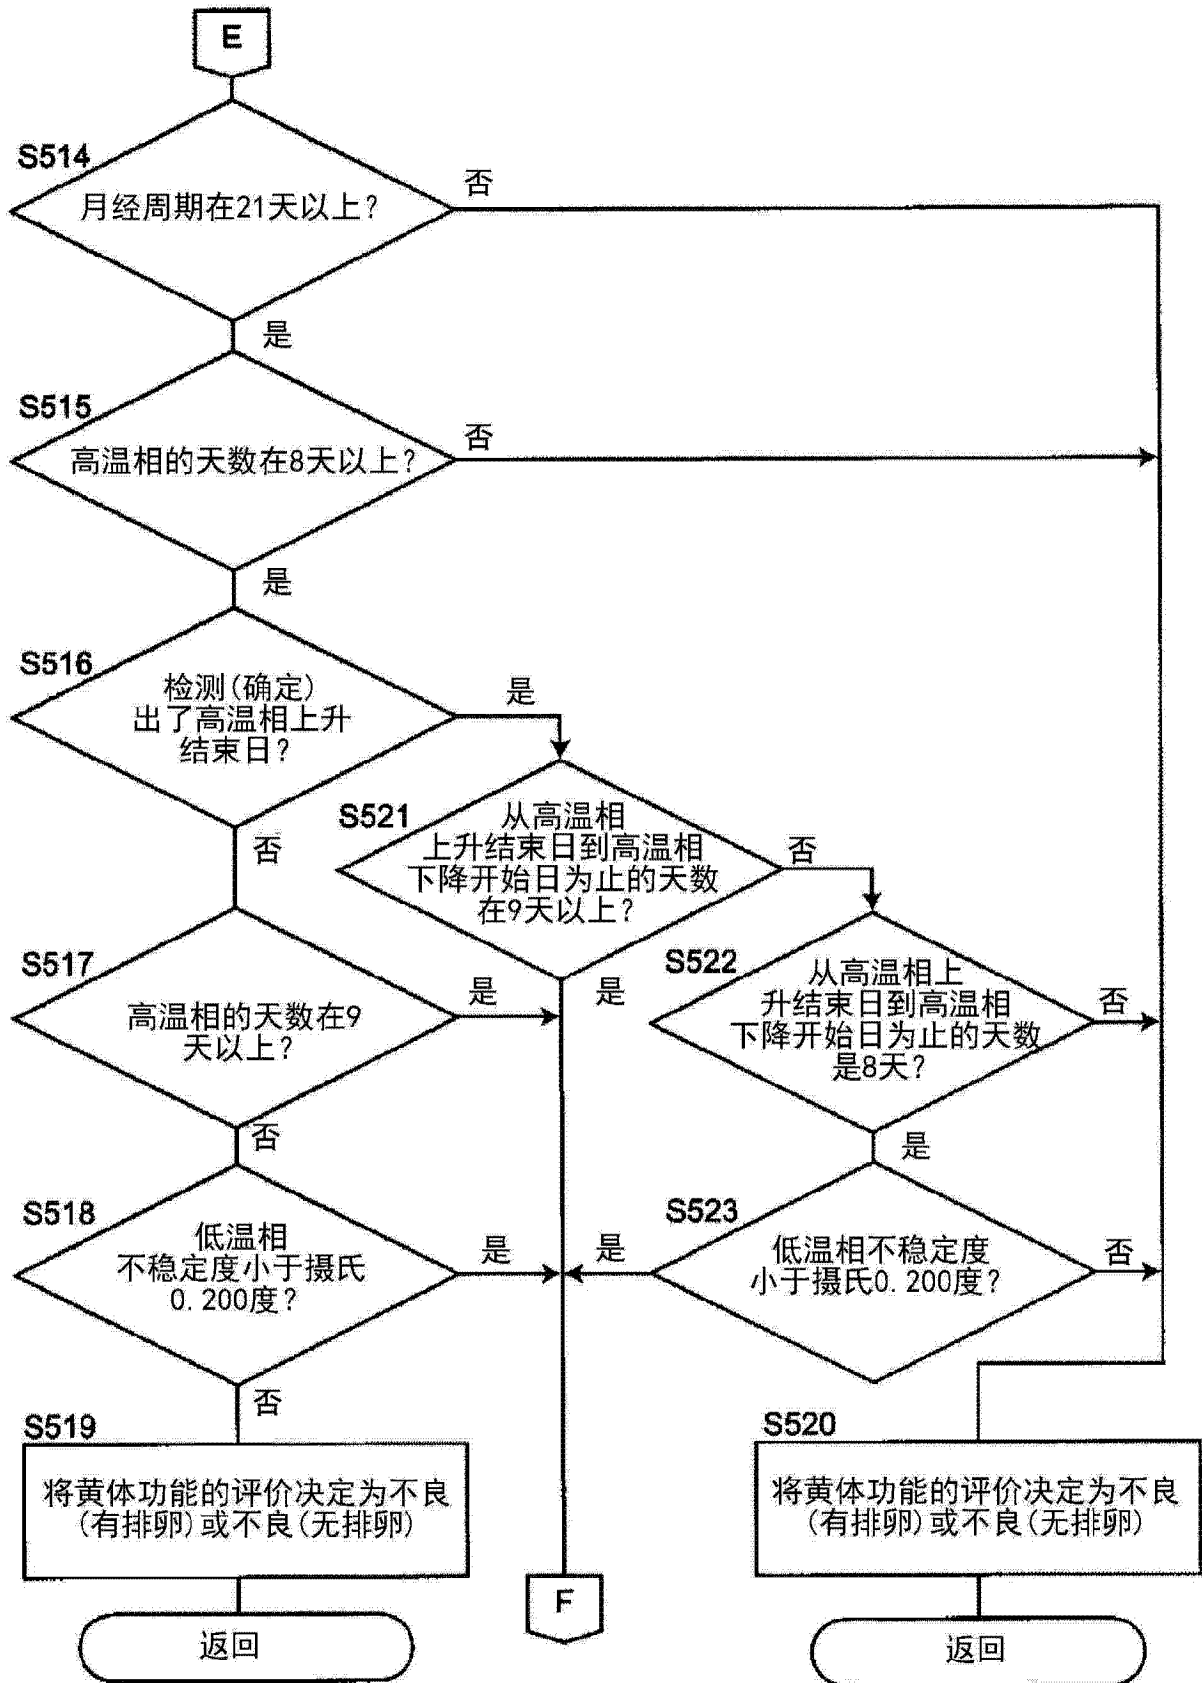 E
S514
月经周期在21天以上？
否
是
S515
高温相的天数在8天以上？
否
是
S516
检测(确定)
出了高温相上升
结束日？
是
否
S521
从高温相
上升结束日到高温相
下降开始日为止的天数
在9天以上？
否
是
S517
高温相的天数在9
天以上？
是
否
S522
从高温相上
升结束日到高温相
下降开始日为止的天数
是8天？
否
是
S518
低温相
不稳定度小于摄氏
0.200度？
是
否
S523
低温相不稳定度
小于摄氏0.200度？
是
否
S519
将黄体功能的评价决定为不良
(有排卵)或不良(无排卵)
返回
F
S520
将黄体功能的评价决定为不良
(有排卵)或不良(无排卵)
返回